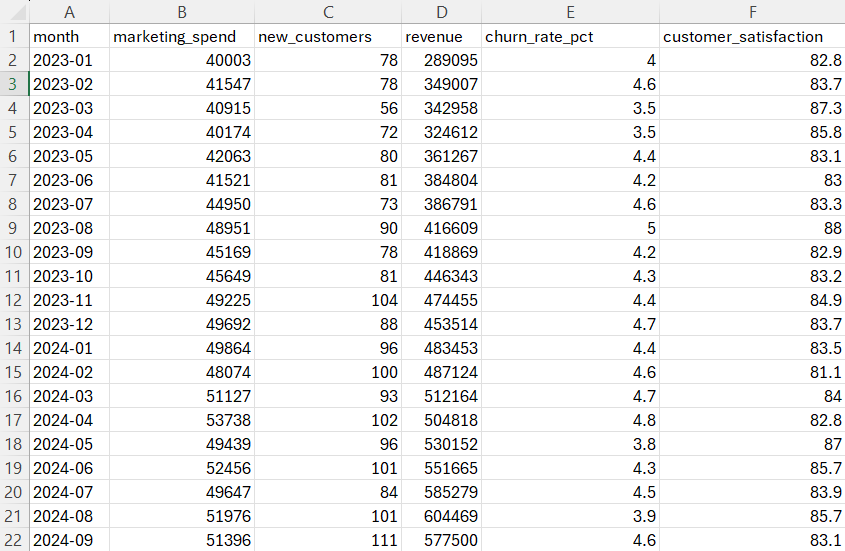 A B C D E F
1 month marketing_spend new_customers revenue churn_rate_pct customer_satisfaction
2 2023-01 40003 78 289095 4 82.8
3 2023-02 41547 78 349007 4.6 83.7
4 2023-03 40915 56 342958 3.5 87.3
5 2023-04 40174 72 324612 3.5 85.8
6 2023-05 42063 80 361267 4.4 83.1
7 2023-06 41521 81 384804 4.2 83
8 2023-07 44950 73 386791 4.6 83.3
9 2023-08 48951 90 416609 5 88
10 2023-09 45169 78 418869 4.2 82.9
11 2023-10 45649 81 446343 4.3 83.2
12 2023-11 49225 104 474455 4.4 84.9
13 2023-12 49692 88 453514 4.7 83.7
14 2024-01 49864 96 483453 4.4 83.5
15 2024-02 48074 100 487124 4.6 81.1
16 2024-03 51127 93 512164 4.7 84
17 2024-04 53738 102 504818 4.8 82.8
18 2024-05 49439 96 530152 3.8 87
19 2024-06 52456 101 551665 4.3 85.7
20 2024-07 49647 84 585279 4.5 83.9
21 2024-08 51976 101 604469 3.9 85.7
22 2024-09 51396 111 577500 4.6 83.1